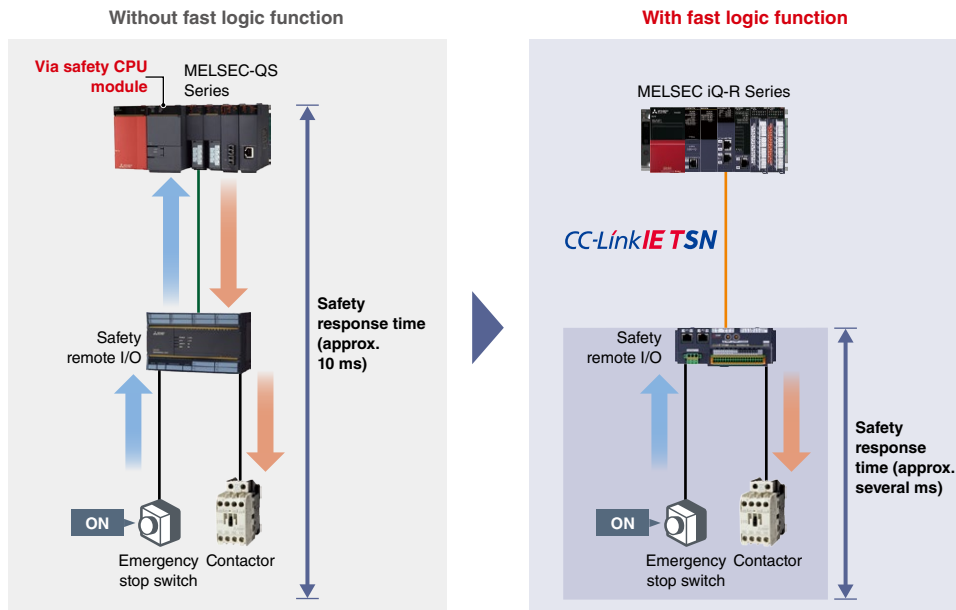 Without fast logic function
Via safety CPU
module
MELSEC-QS
Series
Safety
remote I/O
Safety
response time
(approx.
10 ms)
ON
Emergency
stop switch
Contactor
With fast logic function
MELSEC iQ-R Series
CC-Línk IE TSN
Safety
remote I/O
Safety
response
time (approx.
several ms)
ON
Emergency
stop switch
Contactor